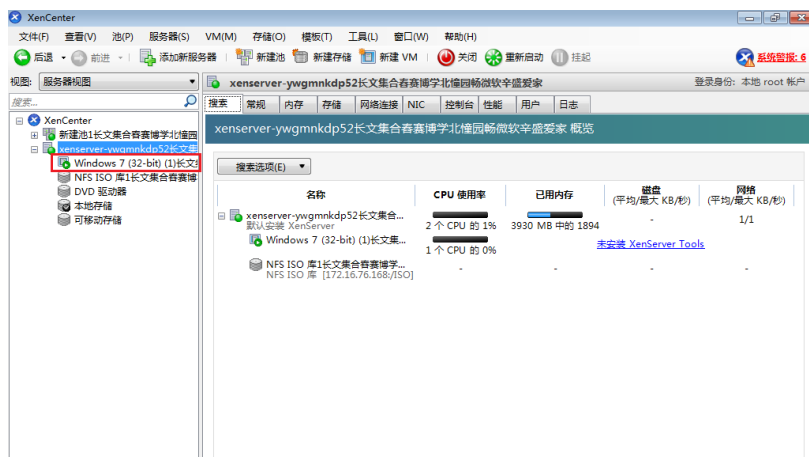 XenCenter
文件(F) 查看(V) 池(P) 服务器(S) VM(M) 存储(O) 模板(T) 工具(L) 窗口(W) 帮助(H)
后退 前进 添加新服务器 新建池 新建存储 新建 VM 关闭 重新启动 挂起 系统警报: 6
视图: 服务器视图 xenserver-ywgmnkdp52长文集合春赛博学北憧园畅微软辛盛爱家 登录身份: 本地 root 帐户
搜索... 搜索 常规 内存 存储 网络连接 NIC 控制台 性能 用户 日志
XenCenter
新建池1长文集合春赛博学北憧园
xenserver-ywgmnkdp52长文集
Windows 7 (32-bit) (1)长文
NFS ISO 库1长文集合春赛博
DVD 驱动器
本地存储
可移动存储
xenserver-ywgmnkdp52长文集合春赛博学北憧园畅微软辛盛爱家 概览
搜索选项(E)
名称 CPU 使用率 已用内存 磁盘 (平均/最大 KB/秒) 网络 (平均/最大 KB/秒)
xenserver-ywgmnkdp52长文集合...
默认安装 XenServer 2 个 CPU 的 1% 3930 MB 中的 1894 - 1/1
Windows 7 (32-bit) (1)长文集... 1 个 CPU 的 0% 未安装 XenServer Tools
NFS ISO 库1长文集合春赛博学... - - - -
NFS ISO 库 [172.16.76.168:/ISO]